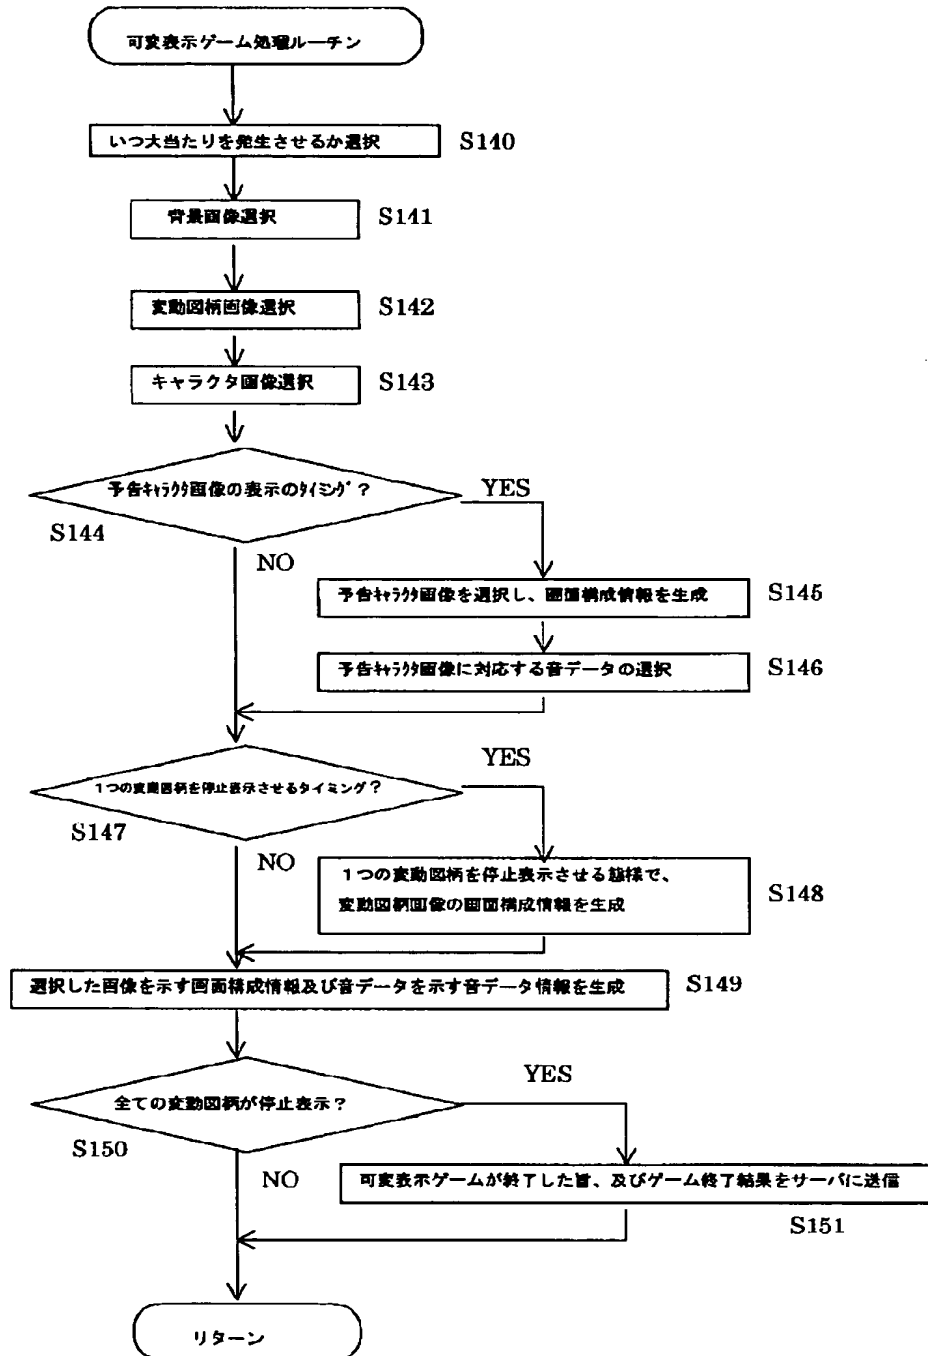 可変表示ゲーム処理ルーチン
いつ大当たりを発生させるか選択
S140
背景画像選択
S141
変動図柄画像選択
S142
キャラクタ画像選択
S143
予告ｷｬﾗｸﾀ画像の表示のﾀｲﾐﾝｸﾞ？
YES
S144
NO
予告ｷｬﾗｸﾀ画像を選択し、画面構成情報を生成
S145
予告ｷｬﾗｸﾀ画像に対応する音データの選択
S146
１つの変動図柄を停止表示させるタイミング？
YES
S147
NO
１つの変動図柄を停止表示させる態様で、
変動図柄画像の画面構成情報を生成
S148
選択した画像を示す画面構成情報及び音データを示す音データ情報を生成
S149
全ての変動図柄が停止表示？
YES
S150
NO
可変表示ゲームが終了した旨、及びゲーム終了結果をサーバに送信
S151
リターン